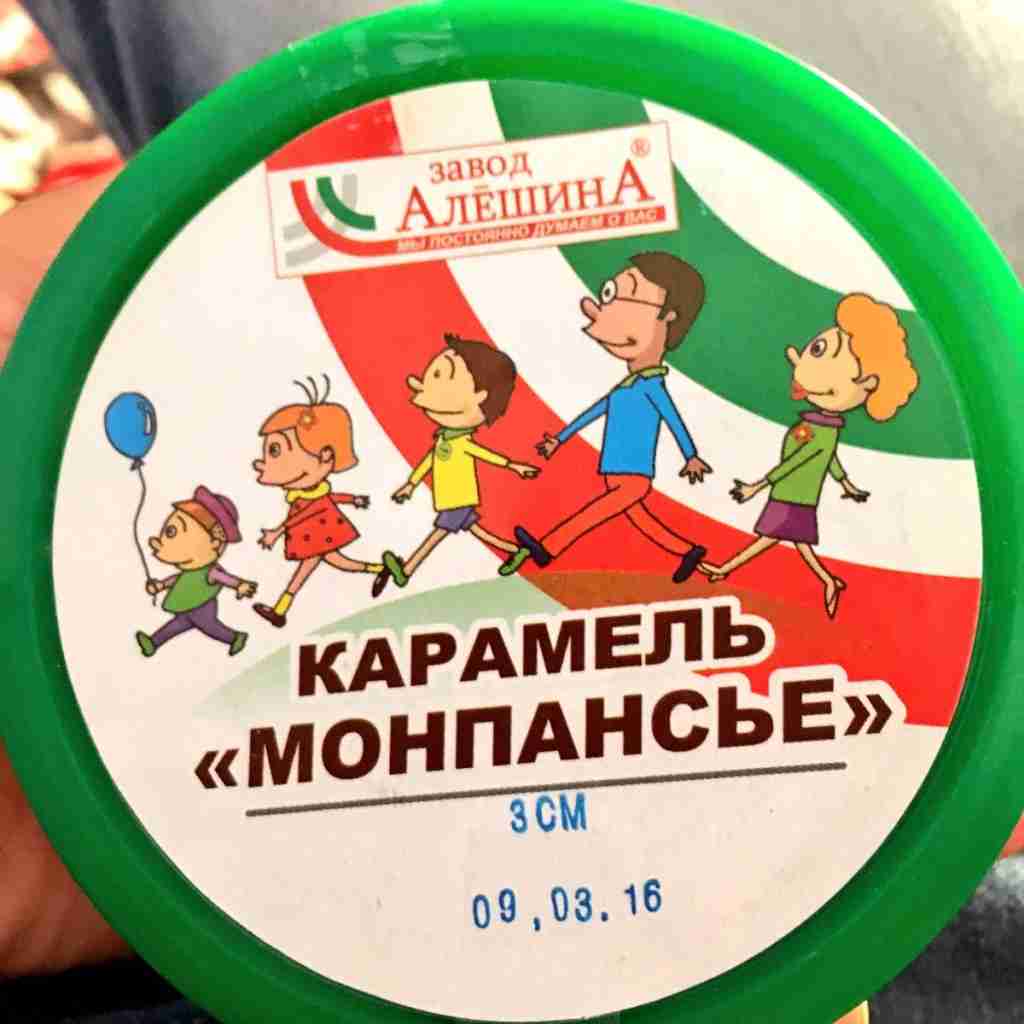 завод
АЛЁШИНА®
МЫ ПОСТОЯННО ДУМАЕМ О ВАС
КАРАМЕЛЬ
«МОНПАНСЬЕ»
3СМ
09,03.16